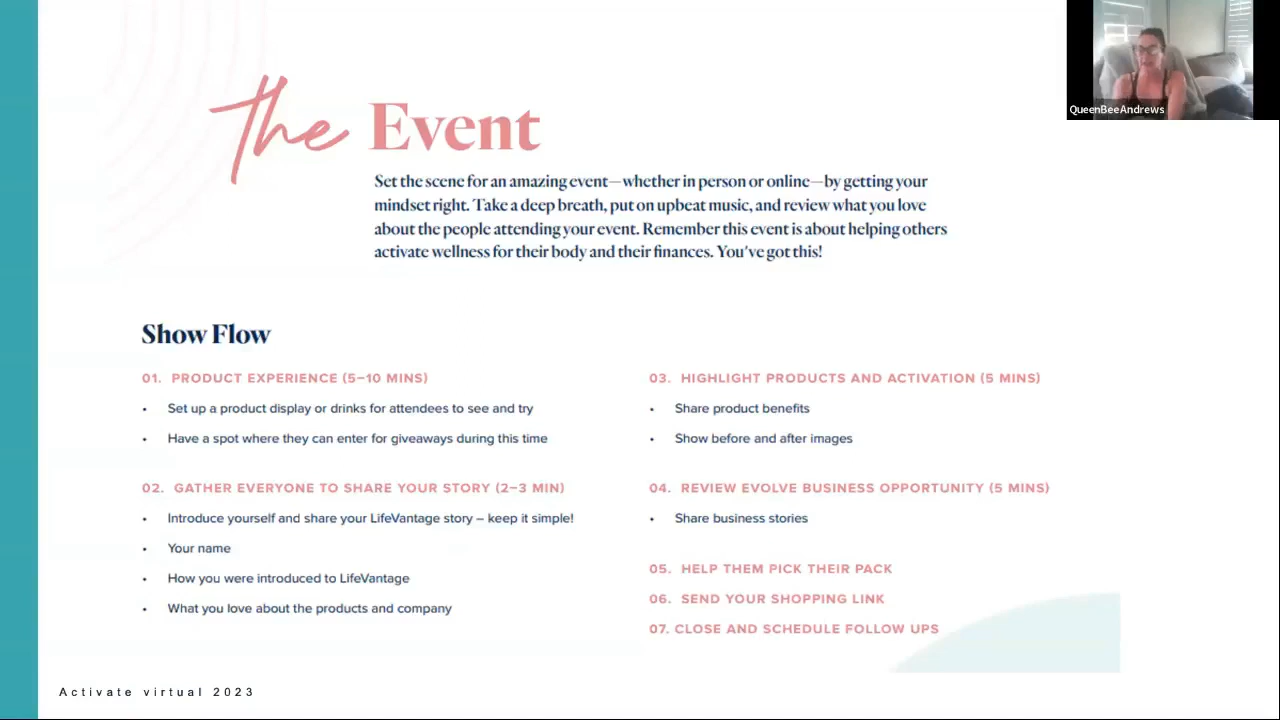 The Event
QueenBeeAndrews
Set the scene for an amazing event—whether in person or online—by getting your
mindset right. Take a deep breath, put on upbeat music, and review what you love
about the people attending your event. Remember this event is about helping others
activate wellness for their body and their finances. You've got this!
Show Flow
01. PRODUCT EXPERIENCE (5–10 MINS)
• Set up a product display or drinks for attendees to see and try
• Have a spot where they can enter for giveaways during this time
02. GATHER EVERYONE TO SHARE YOUR STORY (2–3 MIN)
• Introduce yourself and share your LifeVantage story – keep it simple!
• Your name
• How you were introduced to LifeVantage
• What you love about the products and company
03. HIGHLIGHT PRODUCTS AND ACTIVATION (5 MINS)
• Share product benefits
• Show before and after images
04. REVIEW EVOLVE BUSINESS OPPORTUNITY (5 MINS)
• Share business stories
05. HELP THEM PICK THEIR PACK
06. SEND YOUR SHOPPING LINK
07. CLOSE AND SCHEDULE FOLLOW UPS
Activate virtual 2023